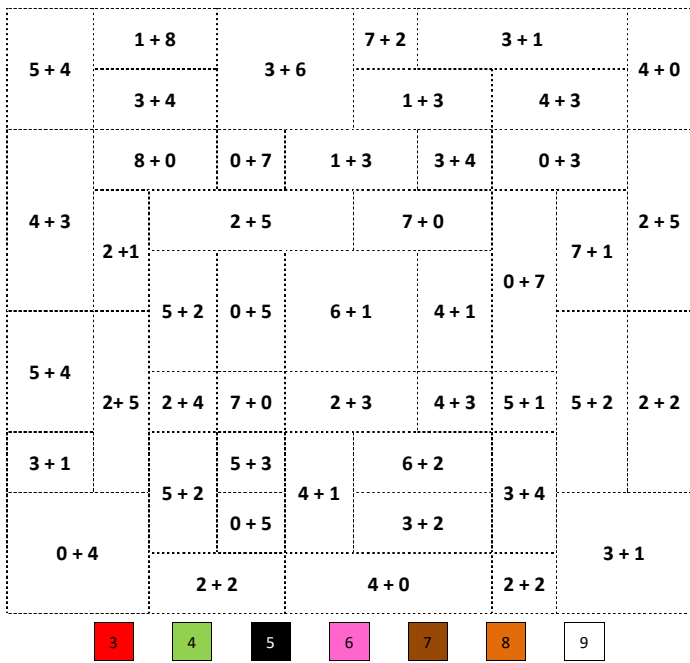 1 + 8
7 + 2
3 + 1
5 + 4
3 + 6
4 + 0
3 + 4
1 + 3
4 + 3
8 + 0
0 + 7
1 + 3
3 + 4
0 + 3
4 + 3
2 + 5
7 + 0
2 + 5
2 +1
7 + 1
0 + 7
5 + 2
0 + 5
6 + 1
4 + 1
5 + 4
2+ 5
2 + 4
7 + 0
2 + 3
4 + 3
5 + 1
5 + 2
2 + 2
3 + 1
5 + 3
6 + 2
5 + 2
4 + 1
3 + 4
0 + 5
3 + 2
0 + 4
3 + 1
2 + 2
4 + 0
2 + 2
3 4 5 6 7 8 9